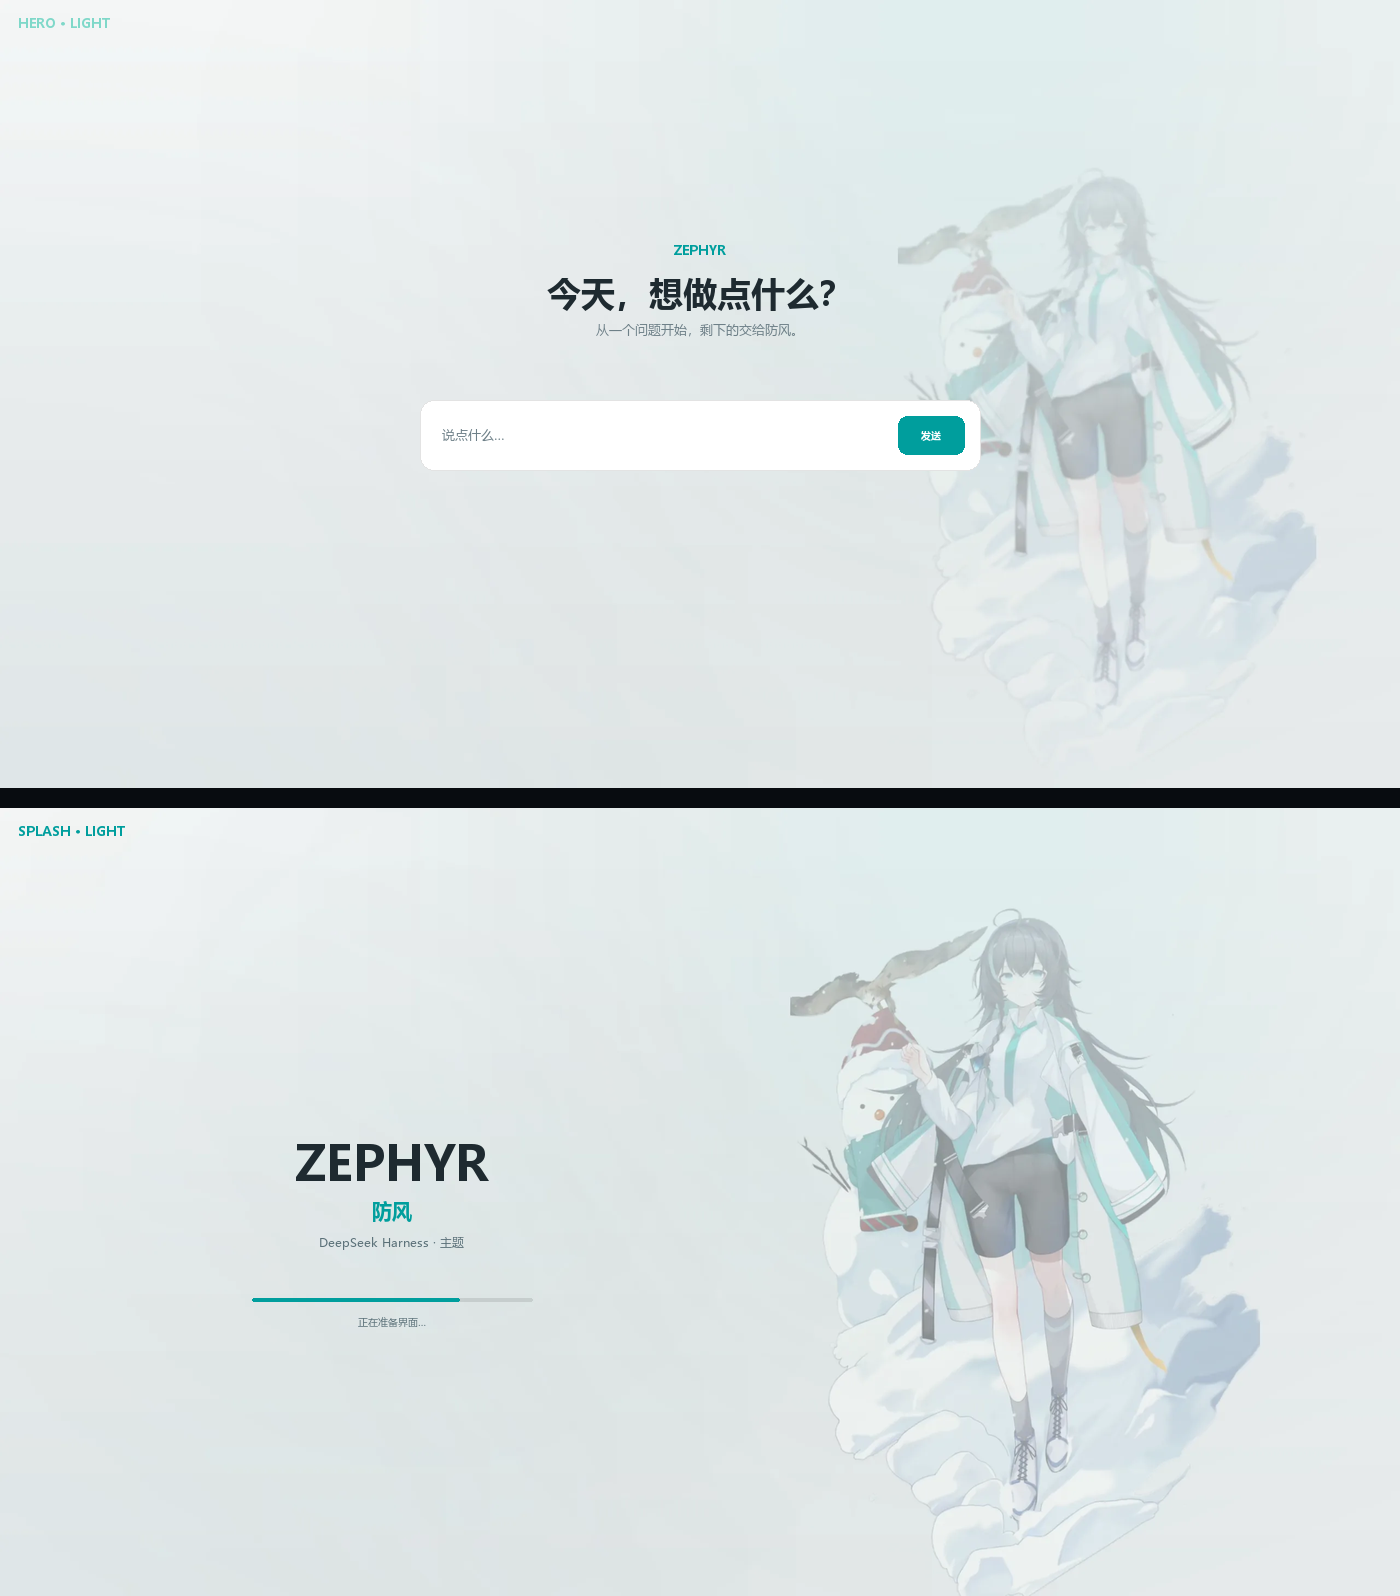 HERO • LIGHT
ZEPHYR
今天，想做点什么？
从一个问题开始，剩下的交给防风。
说点什么...
发送
SPLASH • LIGHT
ZEPHYR
防风
DeepSeek Harness · 主题
正在准备界面...